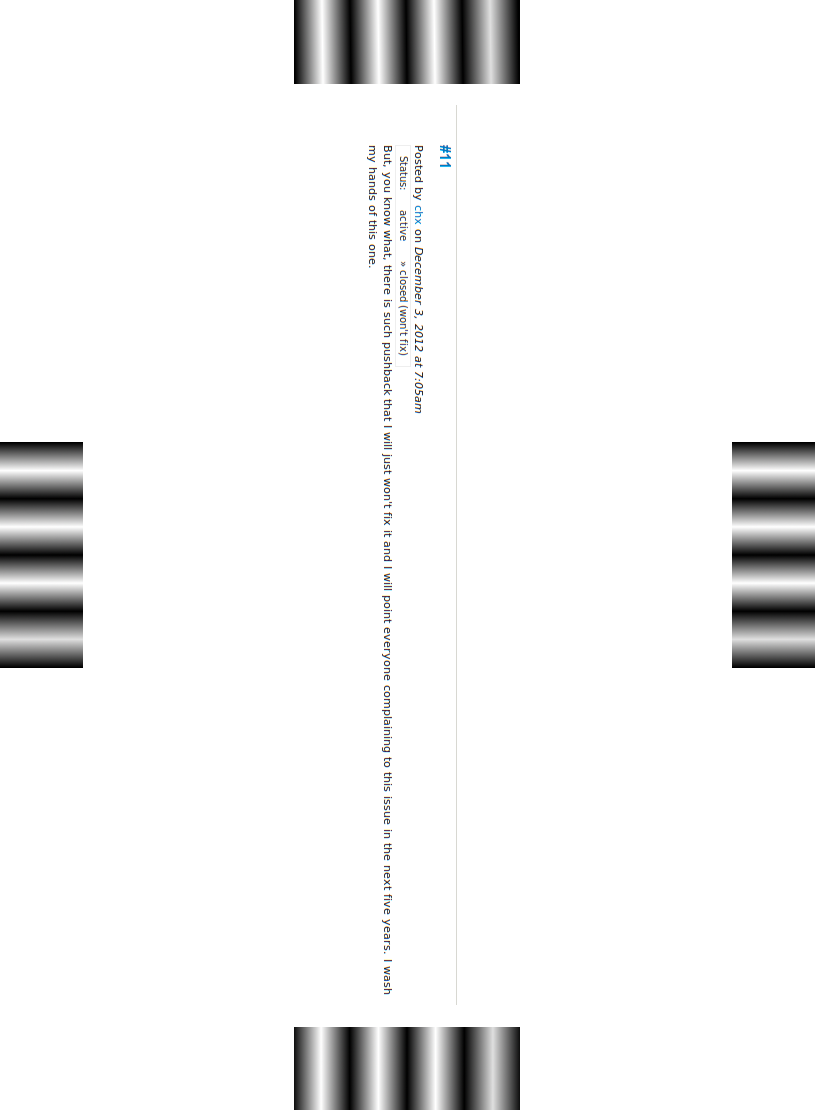 #11
Posted by chx on December 3, 2012 at 7:05am
Status: active » closed (won't fix)
But, you know what, there is such pushback that I will just won't fix it and I will point everyone complaining to this issue in the next five years. I wash
my hands of this one.